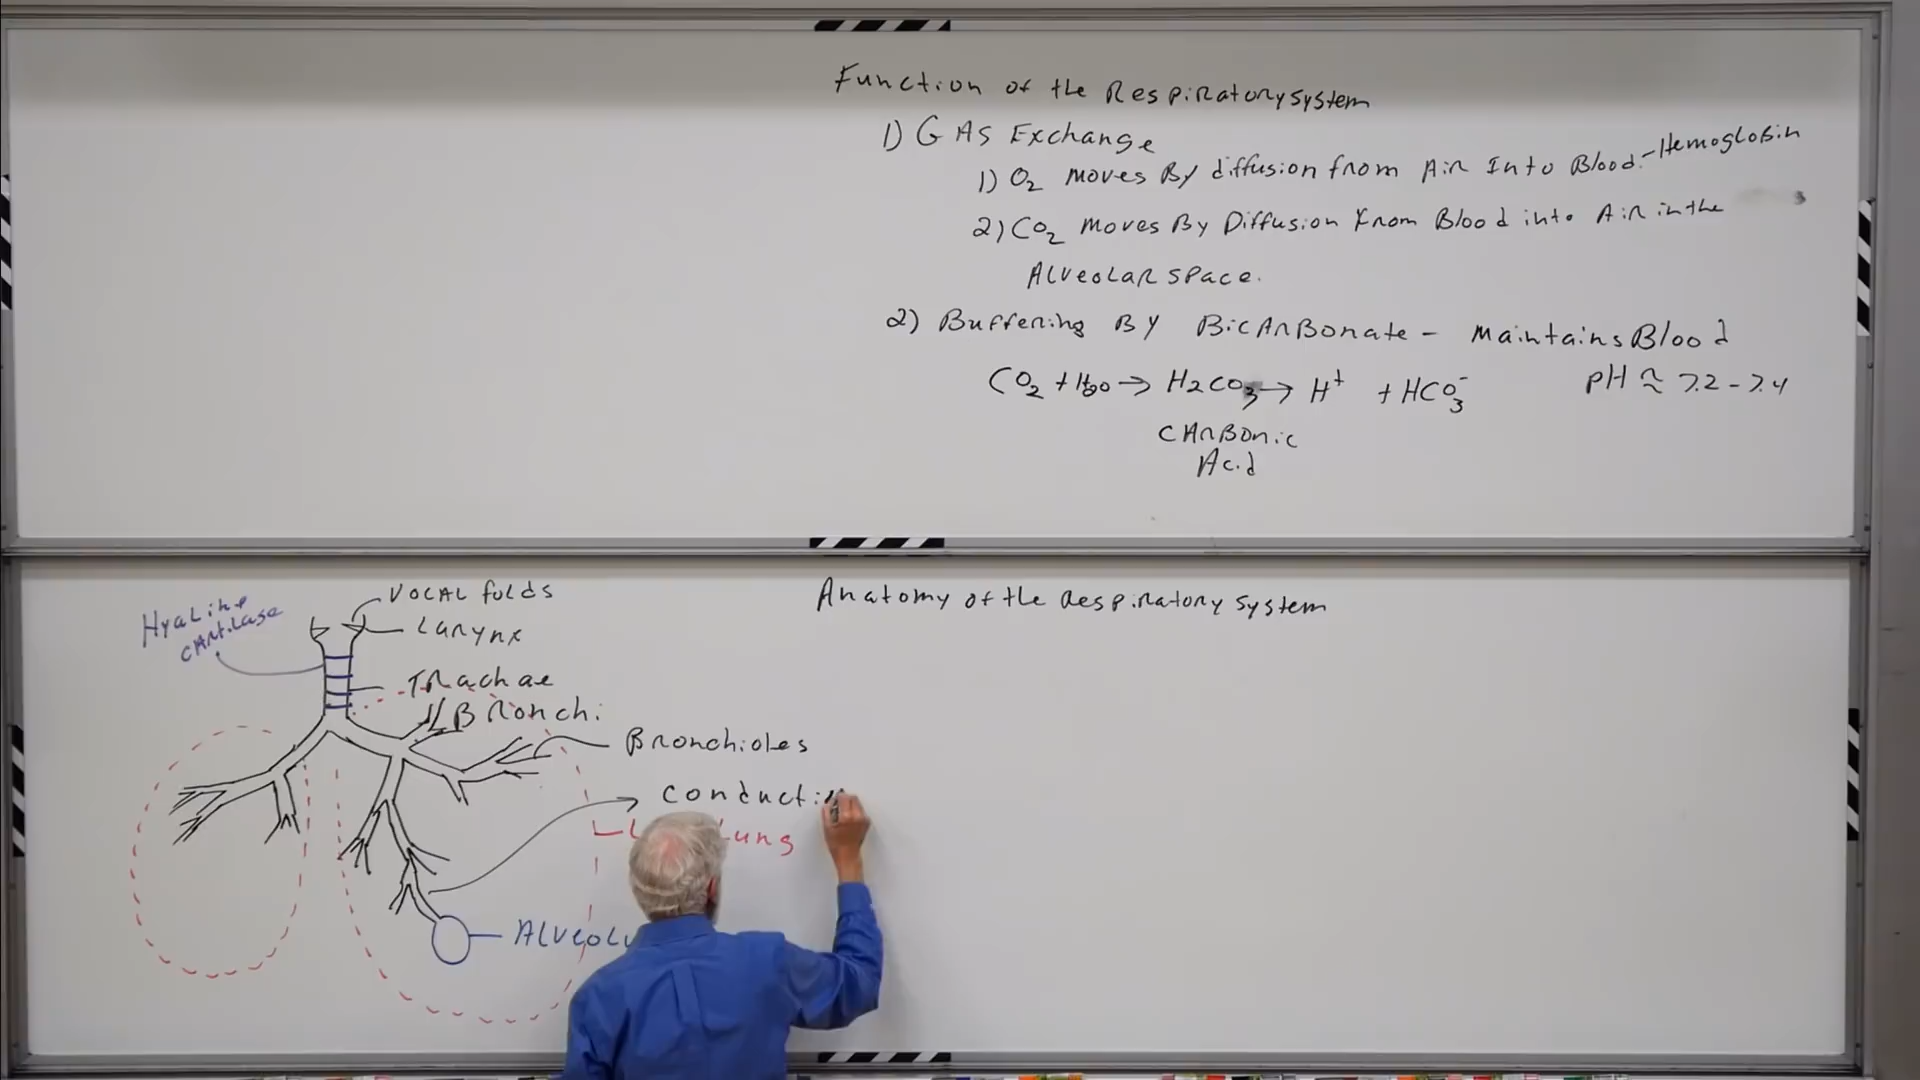 Function of the Respiratory system
1) GAS Exchange
1) O2 moves By diffusion from Air Into Blood. - Hemoglobin
2) CO2 moves By Diffusion From Blood into Air in the
Alveolar space.
2) Buffering By BicArBonate - maintains Blood
CO2 + H2O → H2CO3 → H+ + HCO3- pH ≈ 7.2 - 7.4
CArBonic
Acid
Anatomy of the Respiratory system
Hyaline
cartilage
Vocal folds
Larynx
Trachae
Bronchi
Bronchioles
Lung